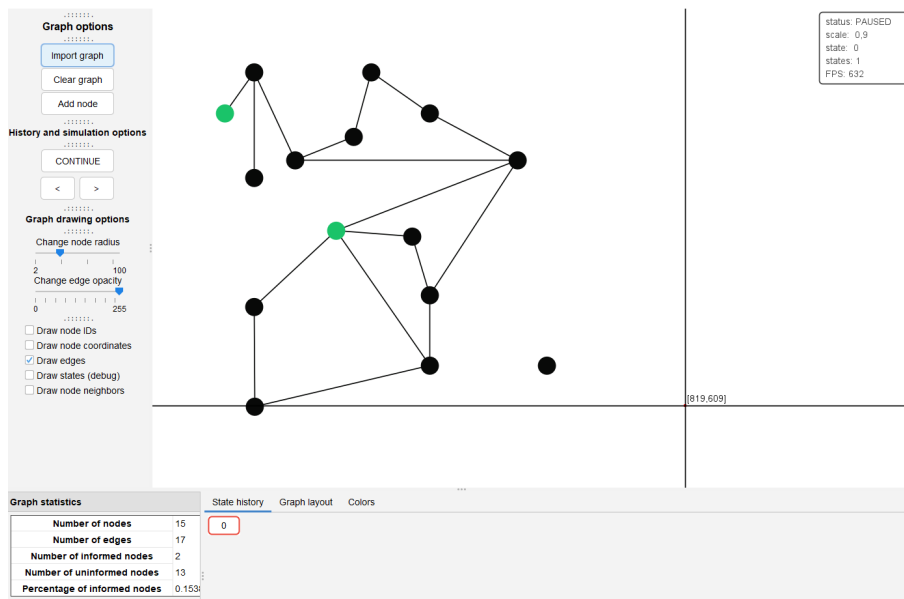 Graph options
Import graph
Clear graph
Add node
History and simulation options
CONTINUE
< >
Graph drawing options
Change node radius
2 100
Change edge opacity
0 255
Draw node IDs
Draw node coordinates
Draw edges
Draw states (debug)
Draw node neighbors
status: PAUSED
scale: 0,9
state: 0
states: 1
FPS: 632
[819,609]
Graph statistics
Number of nodes 15
Number of edges 17
Number of informed nodes 2
Number of uninformed nodes 13
Percentage of informed nodes
State history Graph layout Colors
0